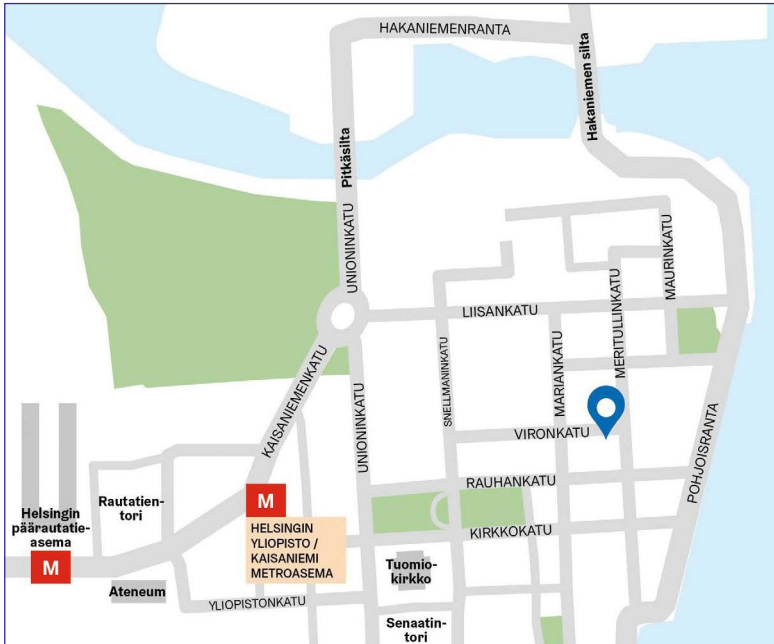 HAKANIEMENRANTA
Hakaniemen silta
Pitkäsilta
UNIONINKATU
MAURINKATU
LIISANKATU
MERITULLINKATU
SNELLMANINKATU
MARIANKATU
KAISANIEMENKATU
UNIONINKATU
VIRONKATU
POHJOISRANTA
RAUHANKATU
M
Rautatien-
tori
Helsingin
päärautatie-
asema
M
HELSINGIN
YLIOPISTO /
KAISANIEMI
METROASEMA
KIRKKOKATU
Tuomio-
kirkko
Ateneum
YLIOPISTONKATU
Senaatin-
tori